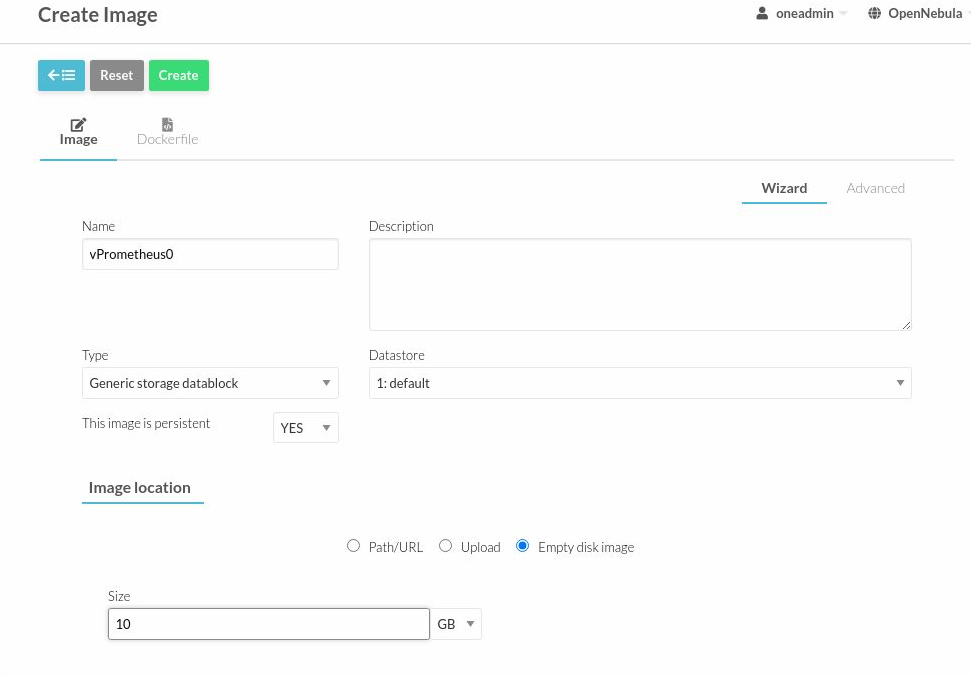 Create Image
oneadmin OpenNebula
Reset Create
Image Dockerfile
Wizard Advanced
Name Description
vPrometheus0
Type Datastore
Generic storage datablock 1: default
This image is persistent YES
Image location
Path/URL Upload Empty disk image
Size
10 GB